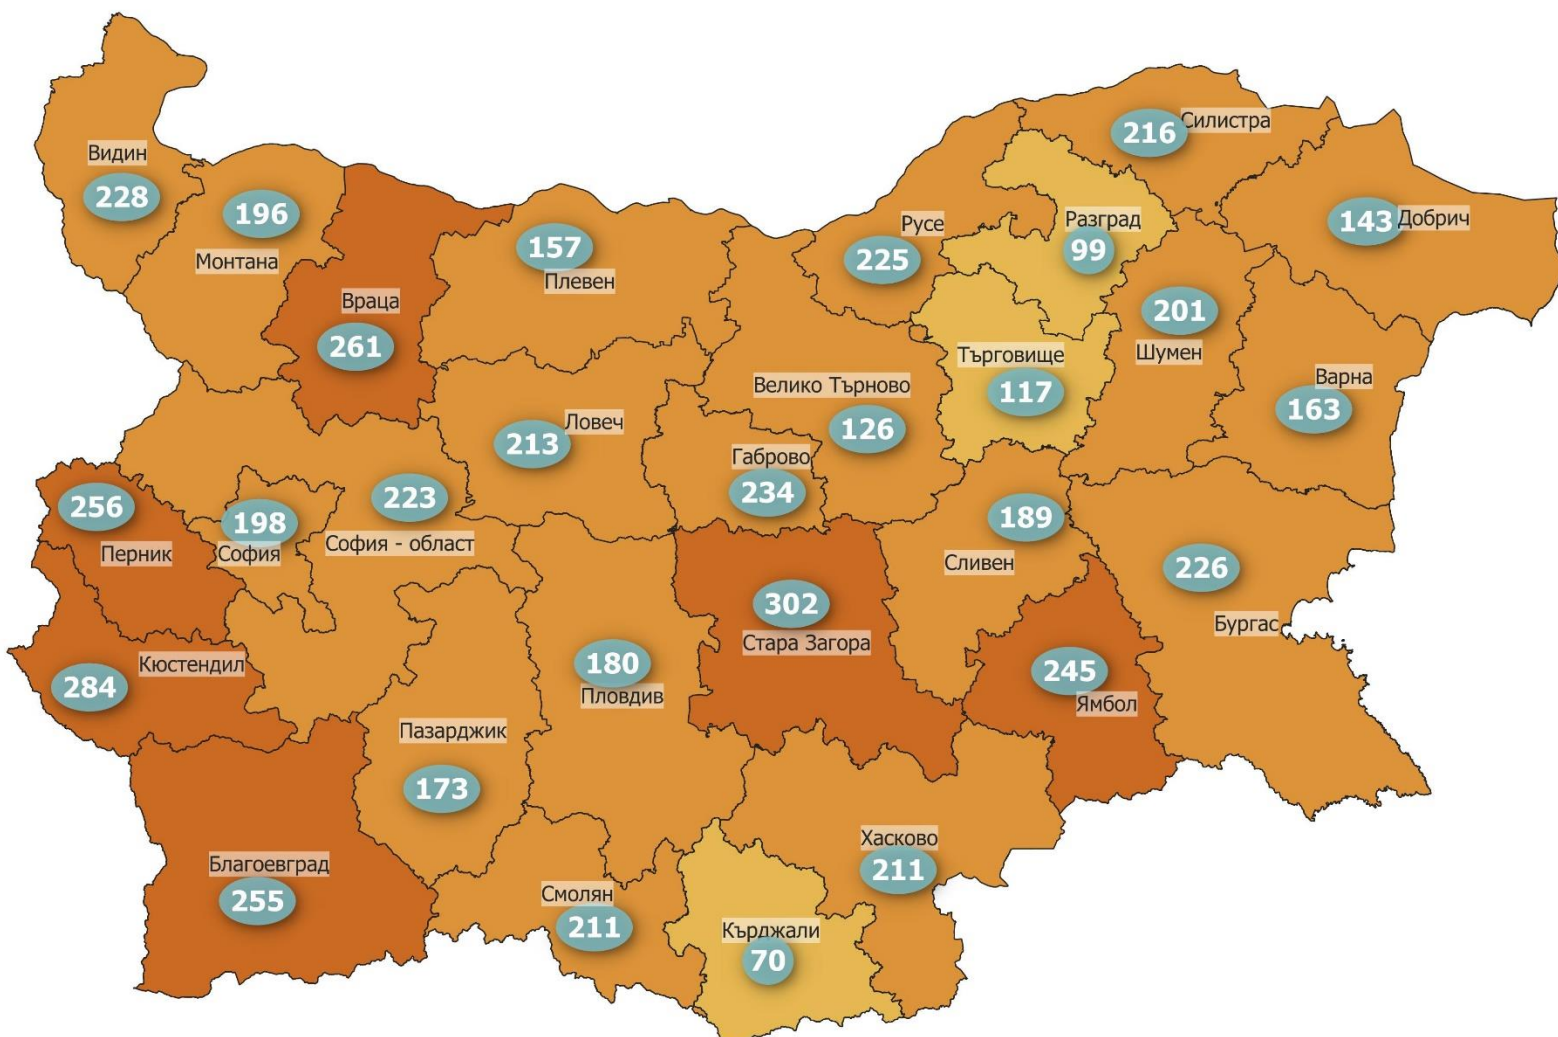 Видин
228
196
Монтана
Враца
261
157
Плевен
Русе
225
216
Силистра
Разград
99
143
Добрич
201
Шумен
Търговище
117
Варна
163
Велико Търново
126
Ловеч
213
Габрово
234
256
Перник
198
София
223
София - област
189
Сливен
226
Бургас
302
Стара Загора
245
Ямбол
Кюстендил
284
180
Пловдив
Пазарджик
173
Благоевград
255
Смолян
211
Хасково
211
Кърджали
70